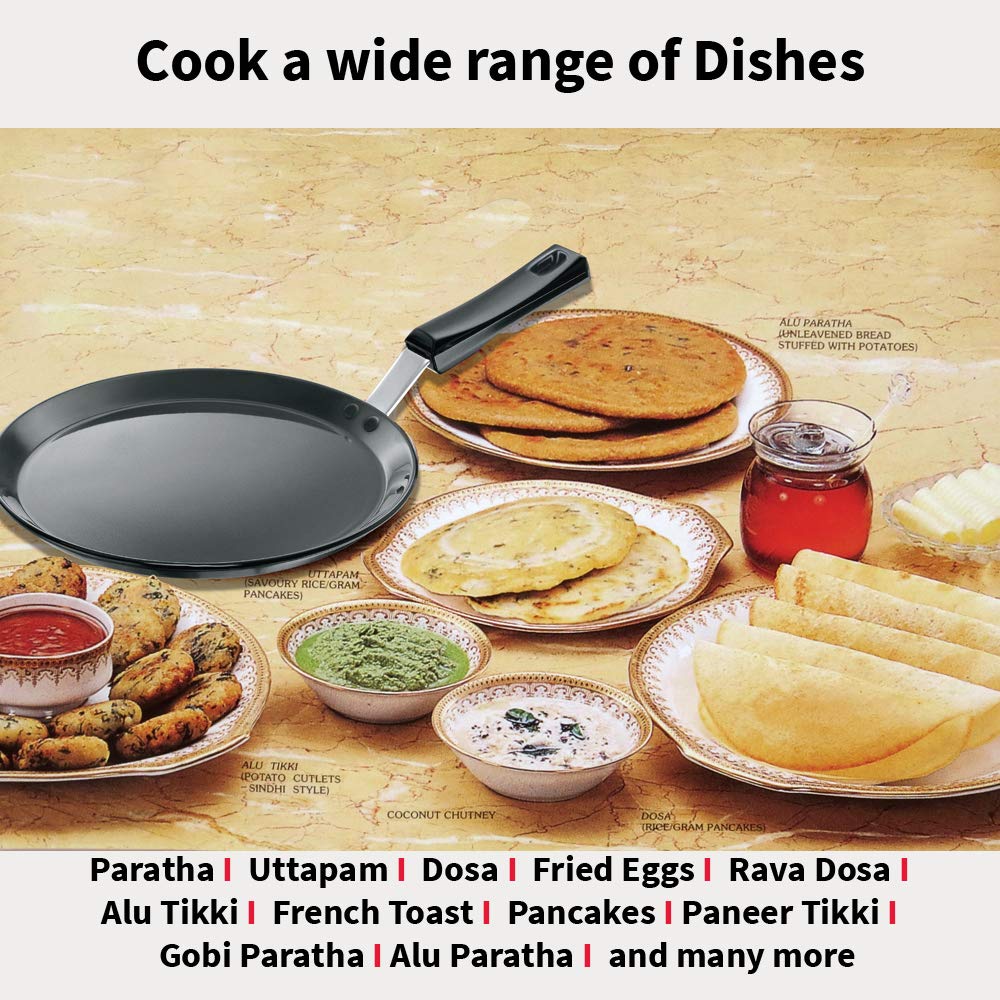 Cook a wide range of Dishes
ALU PARATHA
(UNLEAVENED BREAD
STUFFED WITH POTATOES)
UTTAPAM
(SAVOURY RICE/GRAM
PANCAKES)
ALU TIKKI
(POTATO CUTLETS
- SINDHI STYLE)
COCONUT CHUTNEY
DOSA
(RICE/GRAM PANCAKES)
Paratha I Uttapam I Dosa I Fried Eggs I Rava Dosa I
Alu Tikki I French Toast I Pancakes I Paneer Tikki I
Gobi Paratha I Alu Paratha I and many more